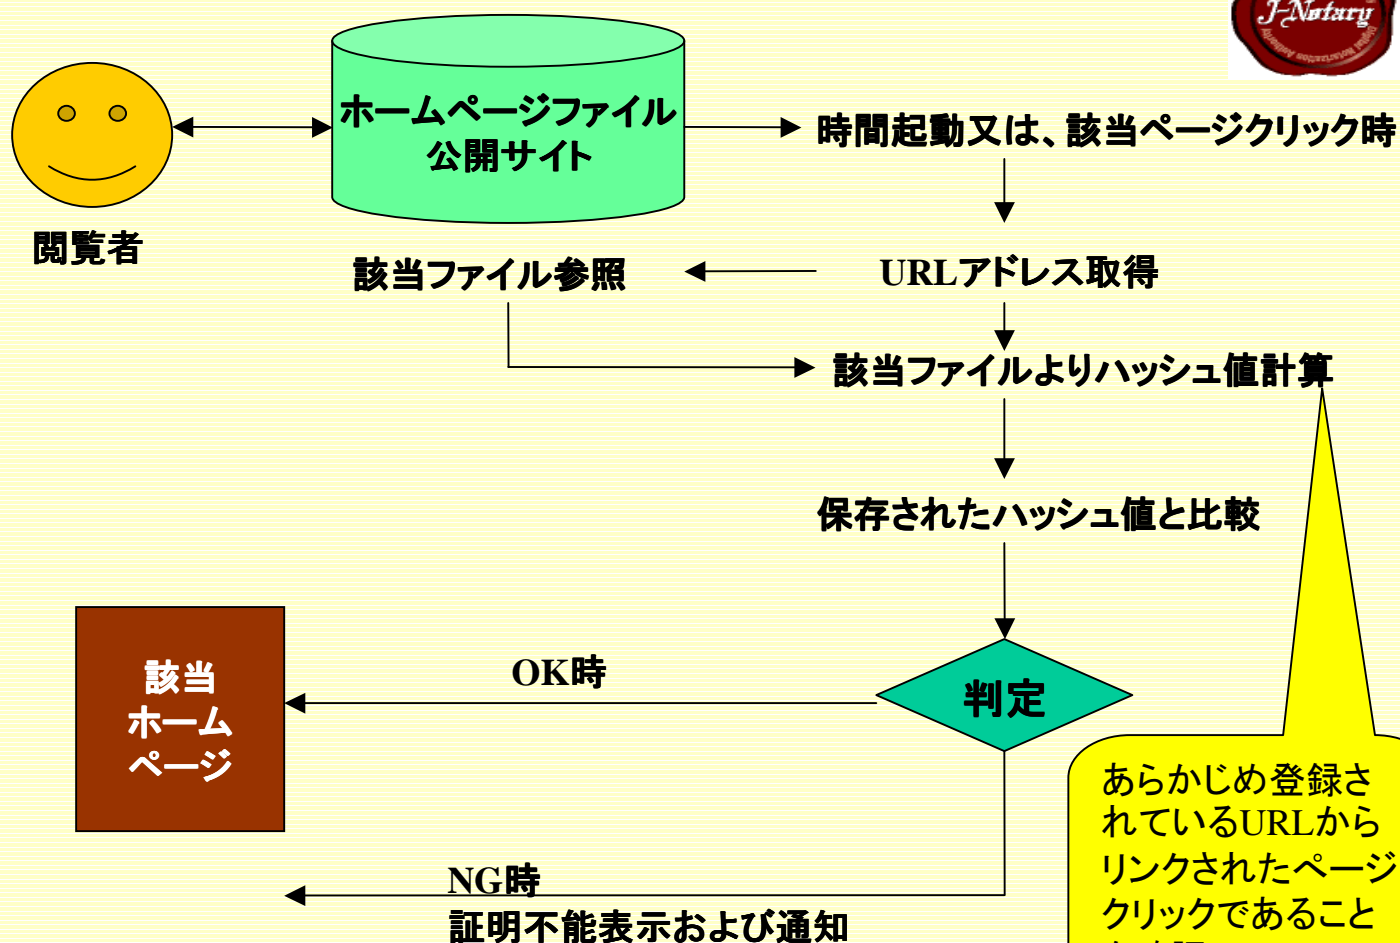 J-Notary
ホームページファイル
公開サイト
時間起動又は、該当ページクリック時
閲覧者
該当ファイル参照
URLアドレス取得
該当ファイルよりハッシュ値計算
保存されたハッシュ値と比較
該当
ホーム
ページ
OK時
判定
あらかじめ登録さ
れているURLから
リンクされたページ
クリックであること
NG時
証明不能表示および通知